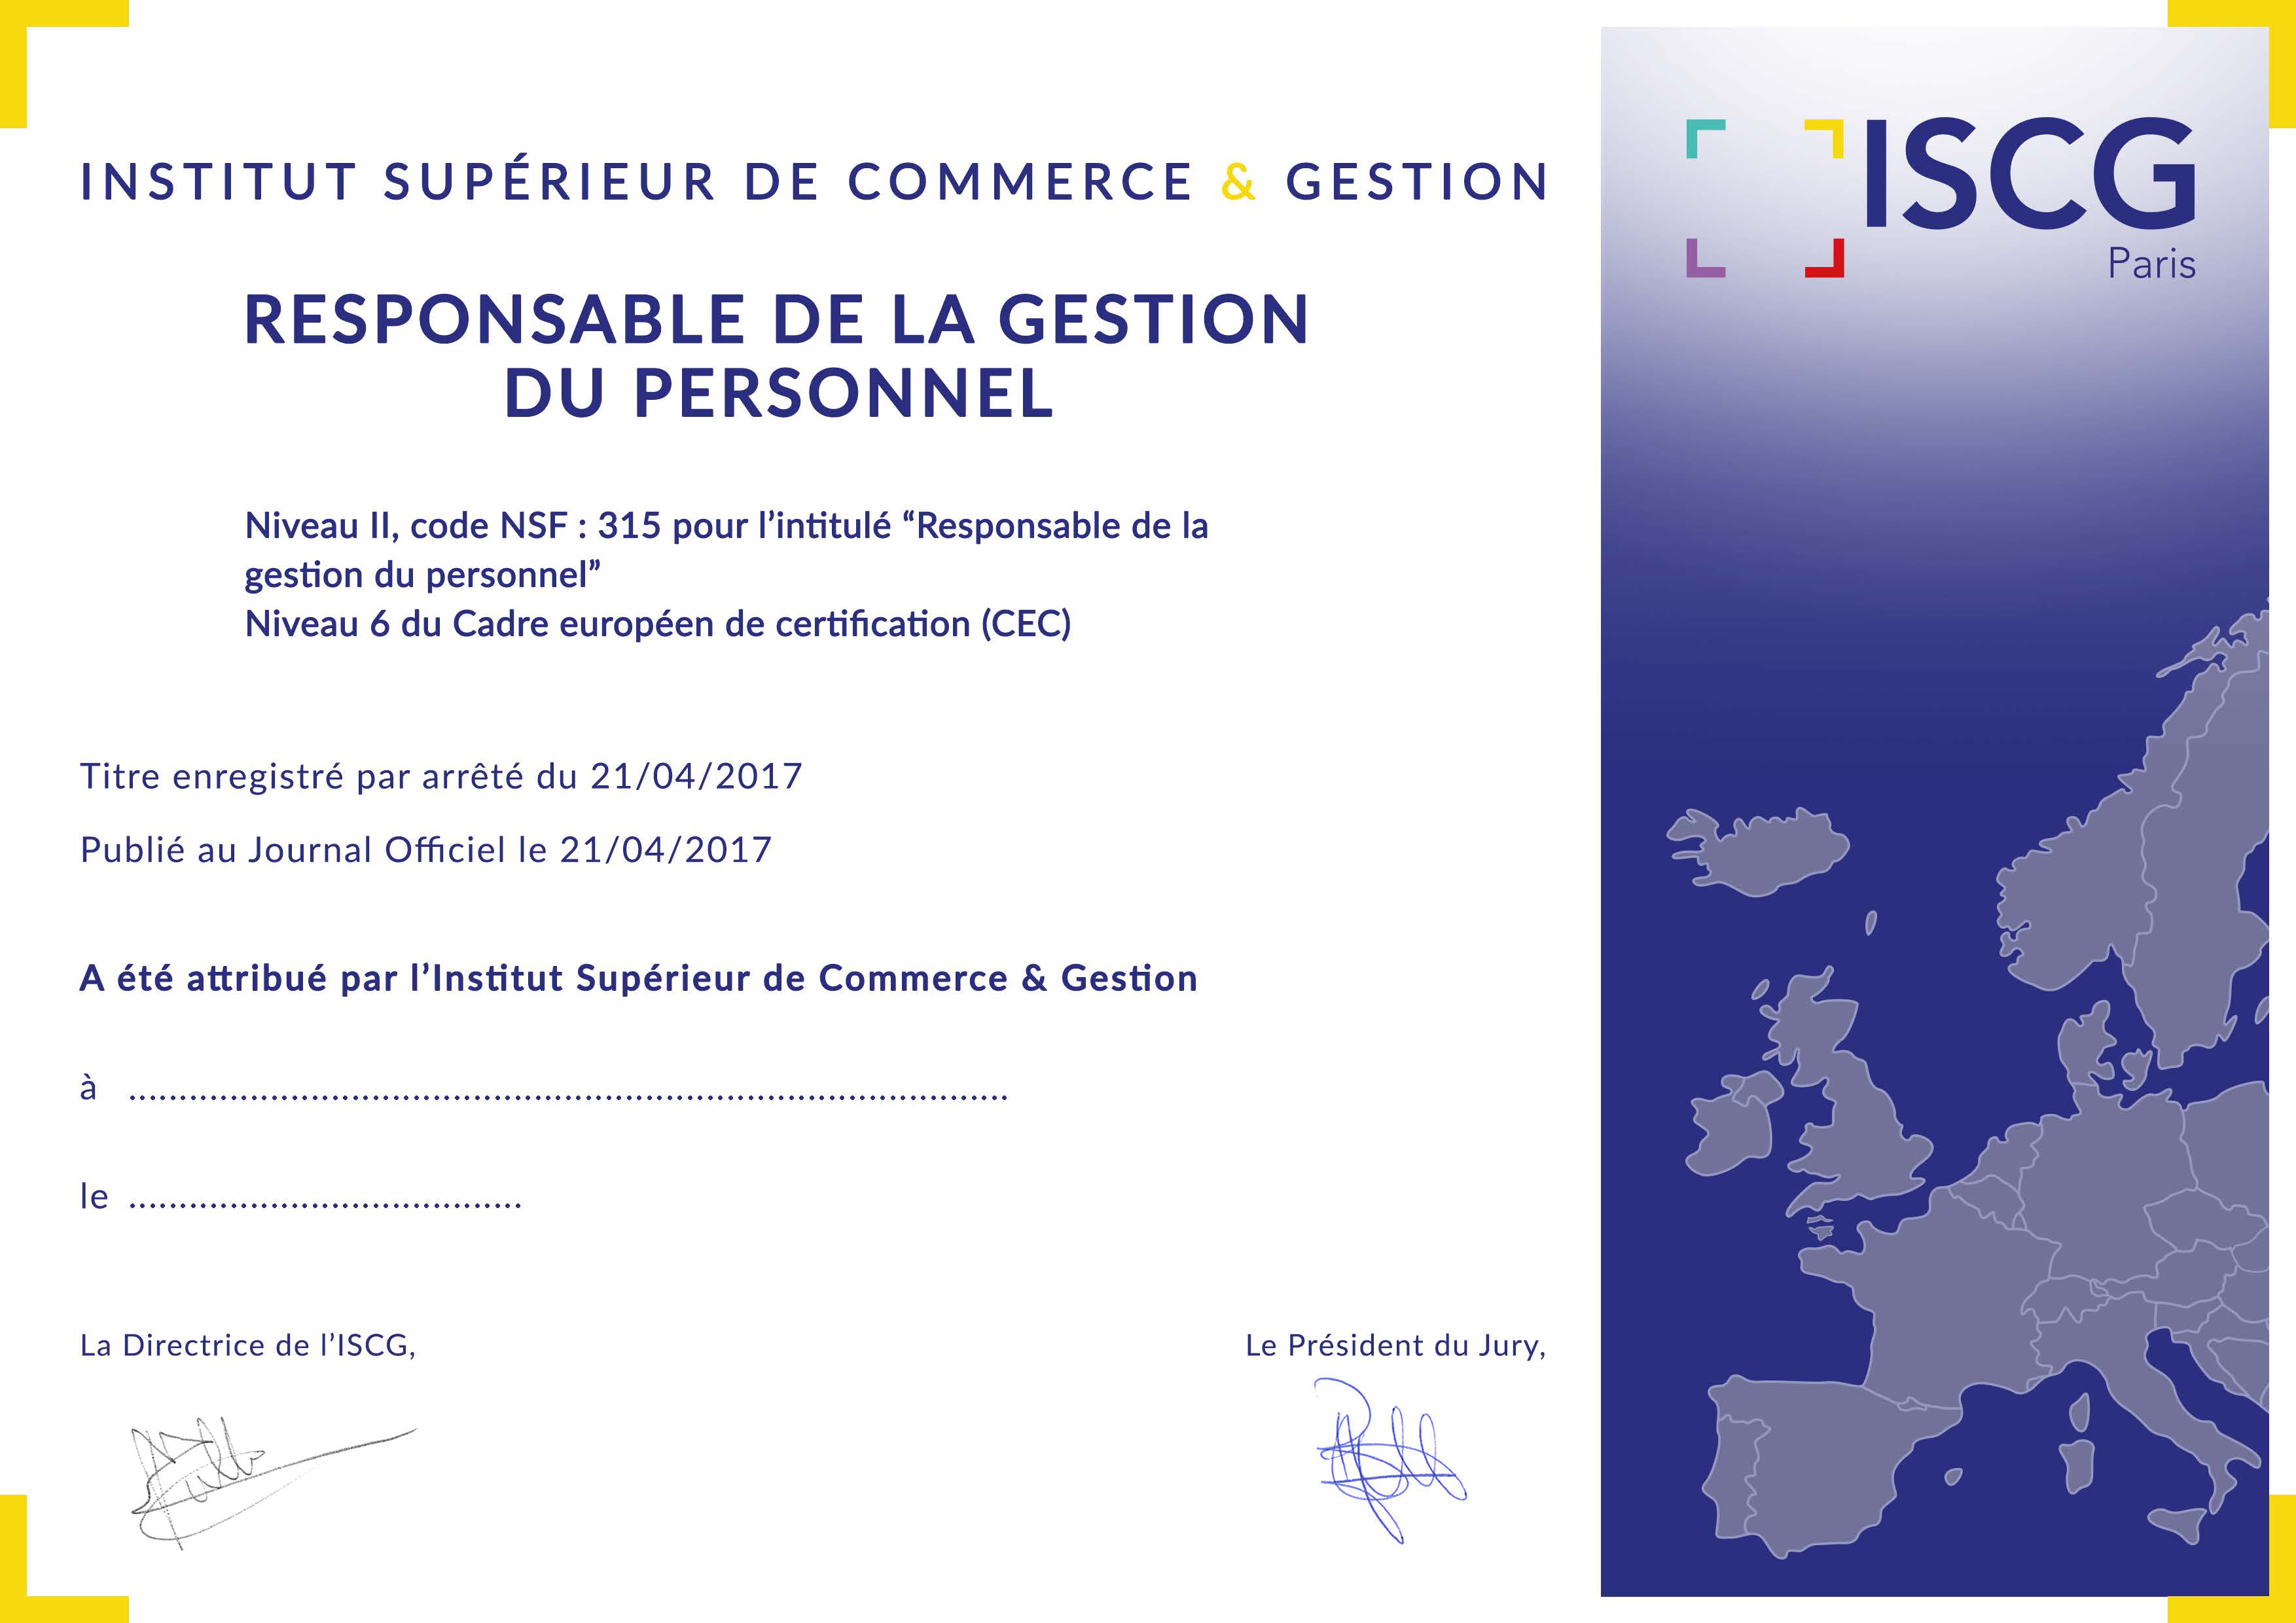 INSTITUT SUPÉRIEUR DE COMMERCE & GESTION
RESPONSABLE DE LA GESTION
DU PERSONNEL
Niveau II, code NSF : 315 pour l’intitulé “Responsable de la
gestion du personnel”
Niveau 6 du Cadre européen de certification (CEC)
Titre enregistré par arrêté du 21/04/2017
Publié au Journal Officiel le 21/04/2017
A été attribué par l’Institut Supérieur de Commerce & Gestion
à ......................................................................................
le .......................................
La Directrice de l’ISCG,
Le Président du Jury,
ISCG
Paris